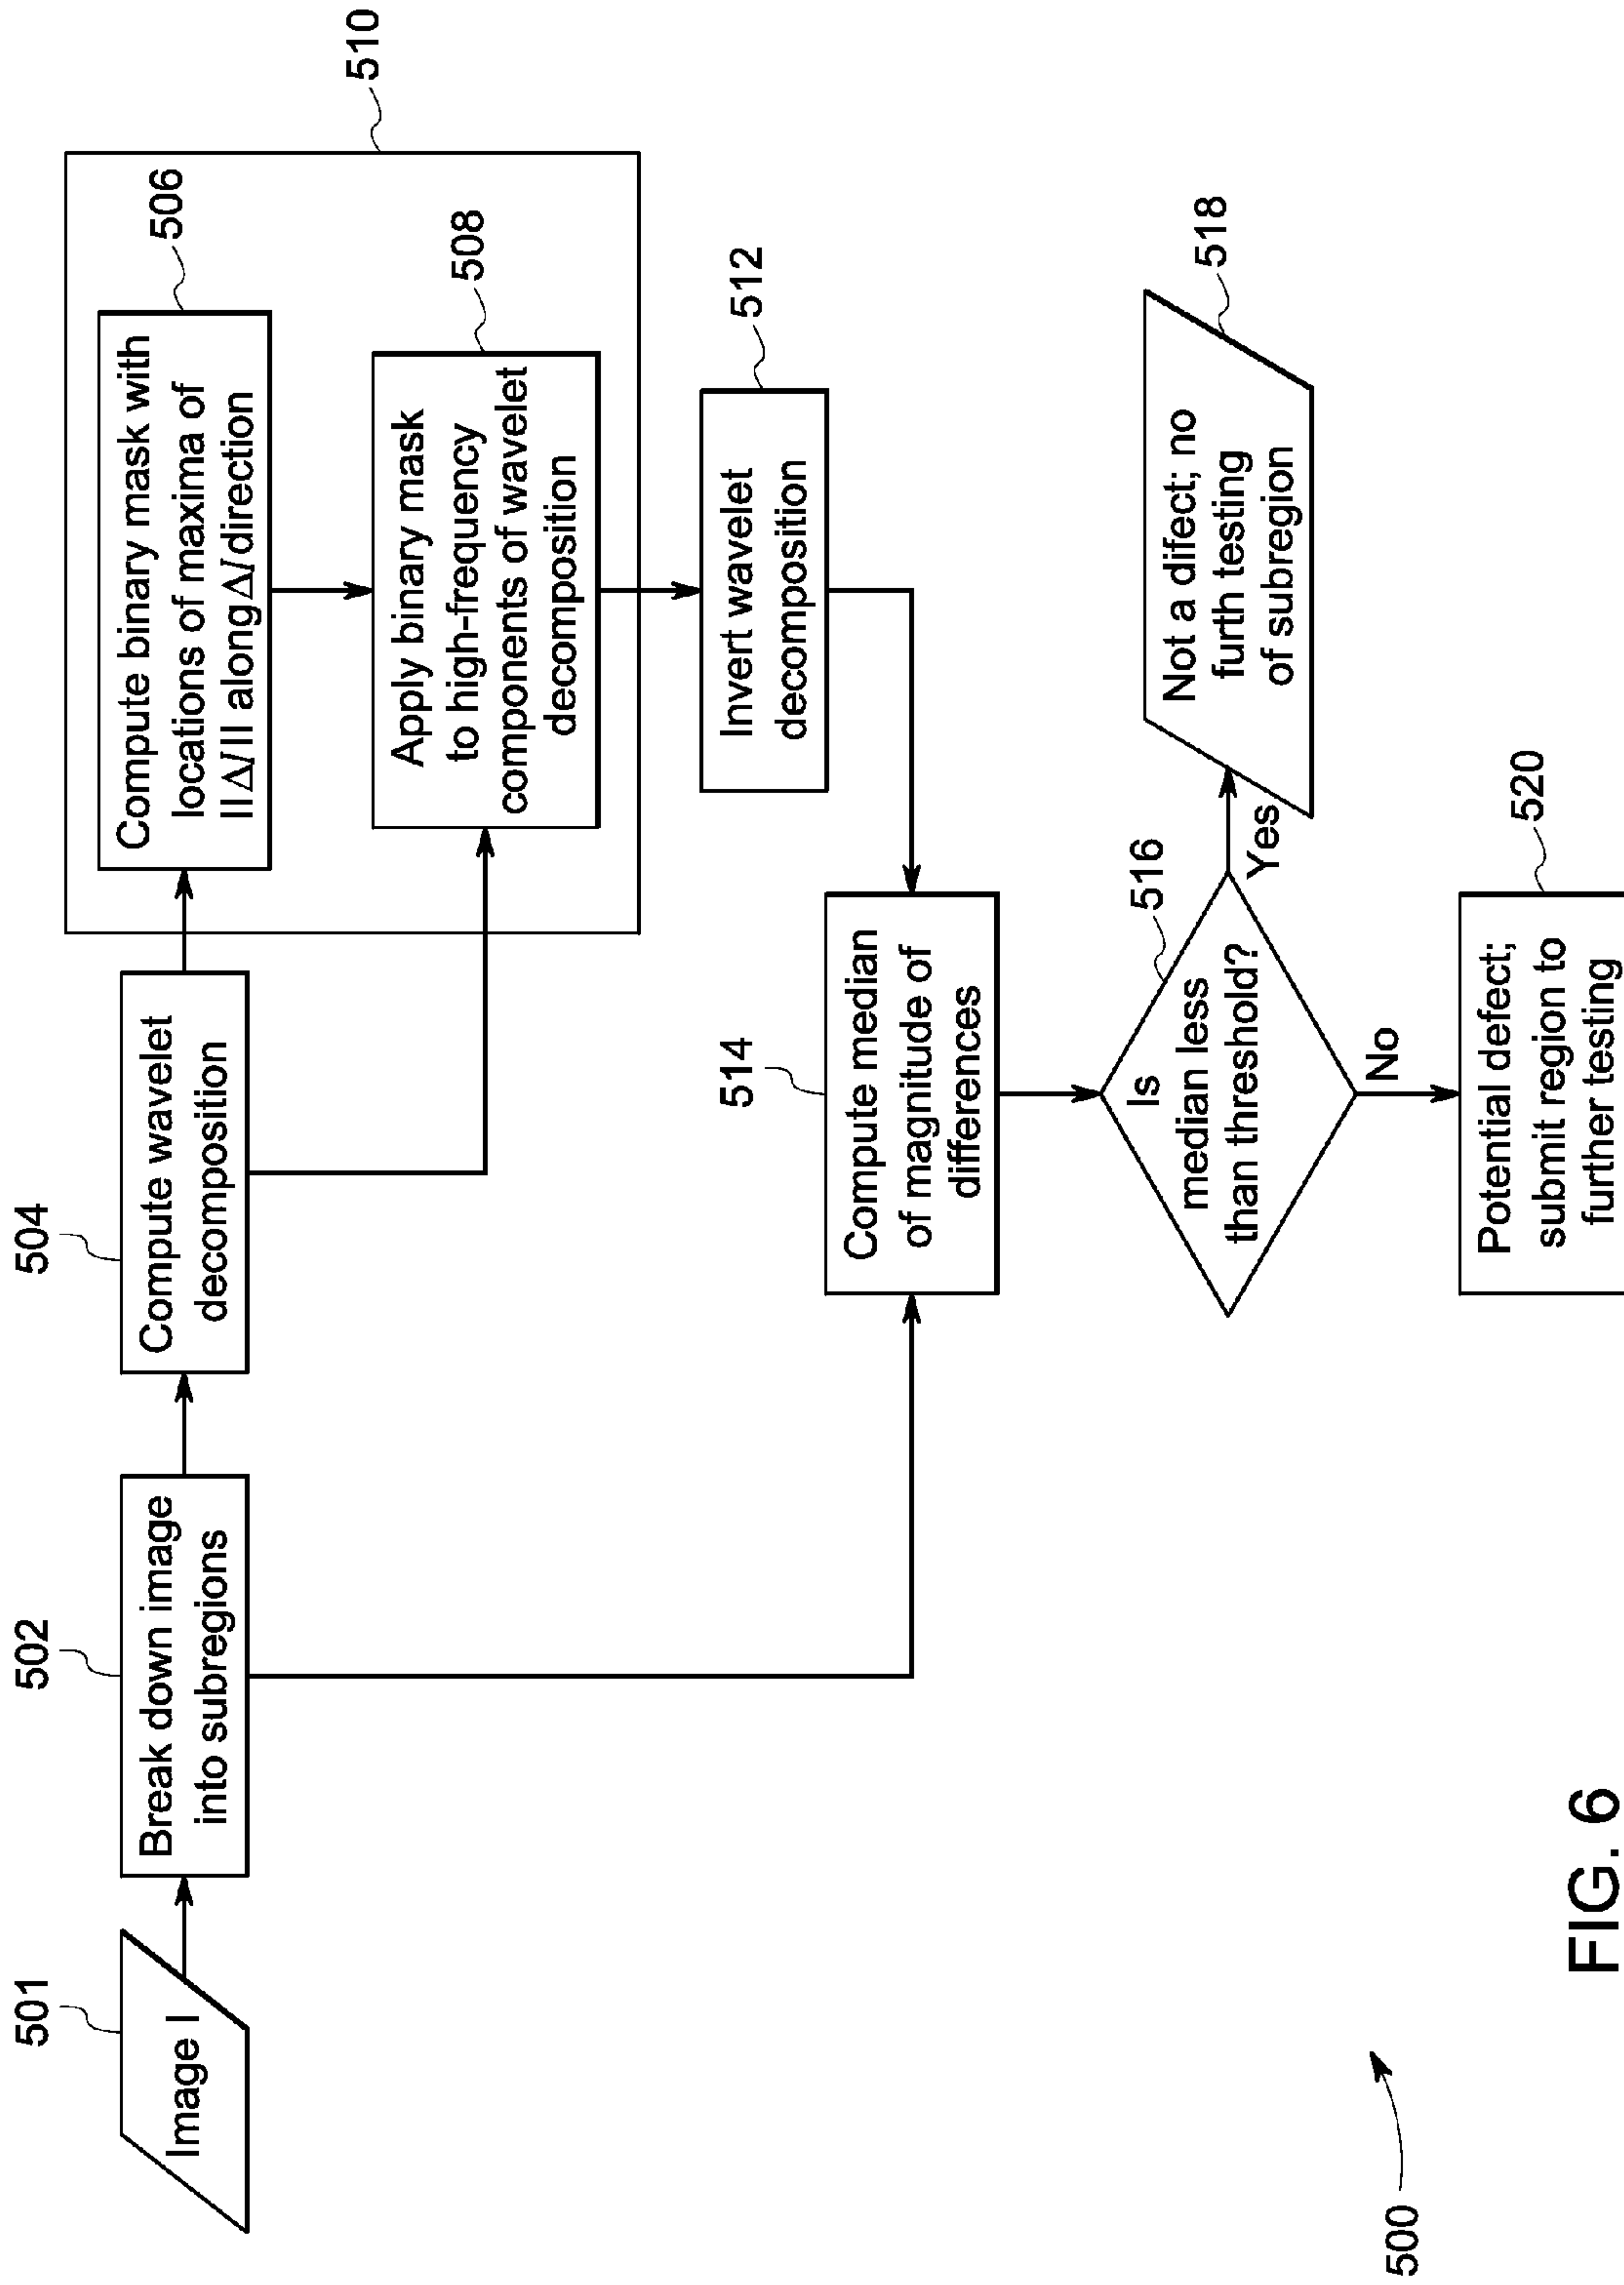 501
Image I
502
Break down image
into subregions
504
Compute wavelet
decomposition
506
Compute binary mask with
locations of maxima of
II∆III along ∆I direction
510
508
Apply binary mask
to high-frequency
components of wavelet
decomposition
512
Invert wavelet
decomposition
514
Compute median
of magnitude of
differences
516
Is
median less
than threshold?
Yes
518
Not a difect; no
furth testing
of subregion
No
520
Potential defect;
submit region to
further testing
500
FIG. 6